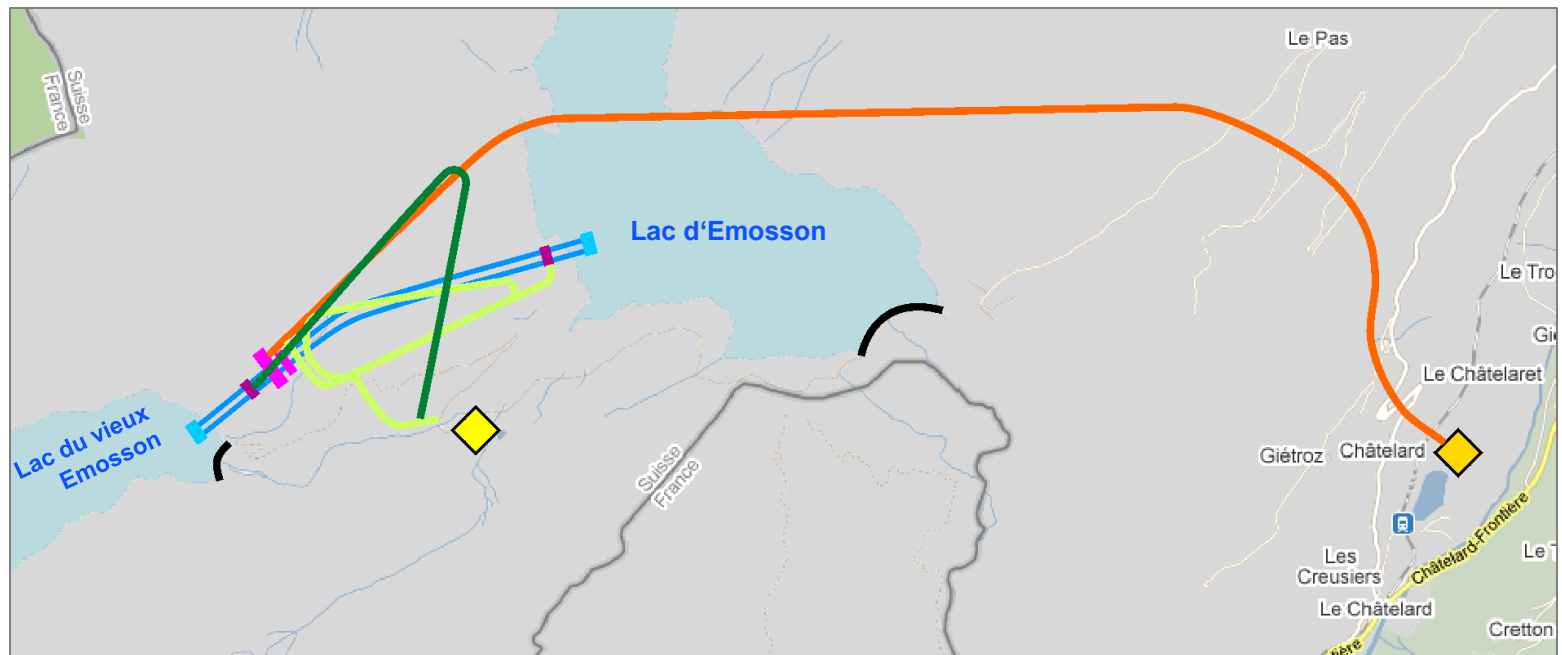 Le Pas
Suisse
France
Lac d‘Emosson
Le Tro
Gi
Le Châtelaret
Lac du vieux
Emosson
Giétroz
Châtelard
Suisse
France
Châtelard-Frontière
Les
Creusiers
Le T
Le Châtelard
Cretton
tière